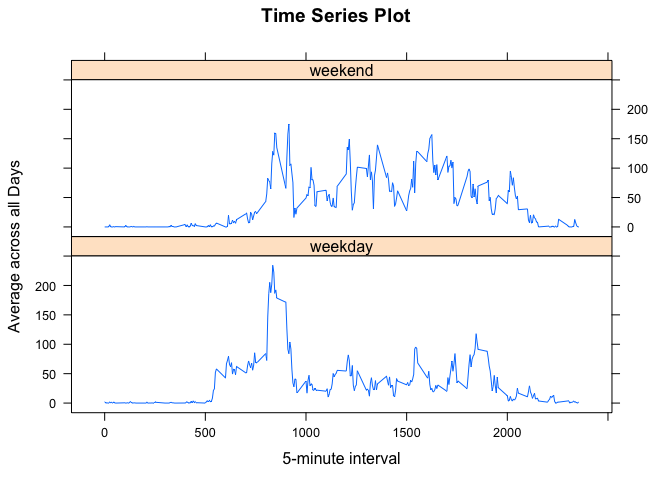 Time Series Plot
weekend
200
150
100
50
0
weekday
200
150
100
50
0
0 500 1000 1500 2000
5-minute interval
Average across all Days